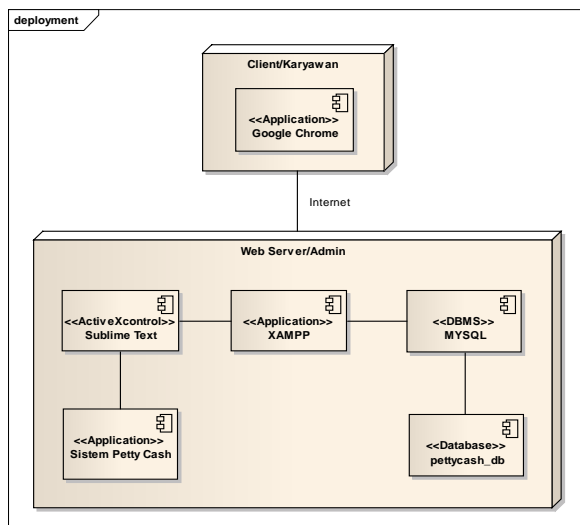 deployment
Client/Karyawan
<<Application>>
Google Chrome
Internet
Web Server/Admin
<<ActiveXcontrol>>
Sublime Text
<<Application>>
XAMPP
<<DBMS>>
MYSQL
<<Application>>
Sistem Petty Cash
<<Database>>
pettycash_db